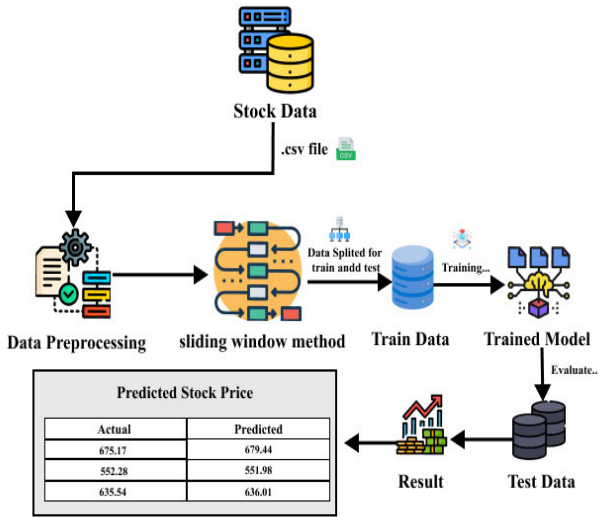 Stock Data
.csv file
CSV
Data Splited for
train andd test
Training...
Data Preprocessing
sliding window method
Train Data
Trained Model
Evaluate..
Predicted Stock Price
Actual Predicted
675.17 679.44
552.28 551.98
635.54 636.01
Result
Test Data